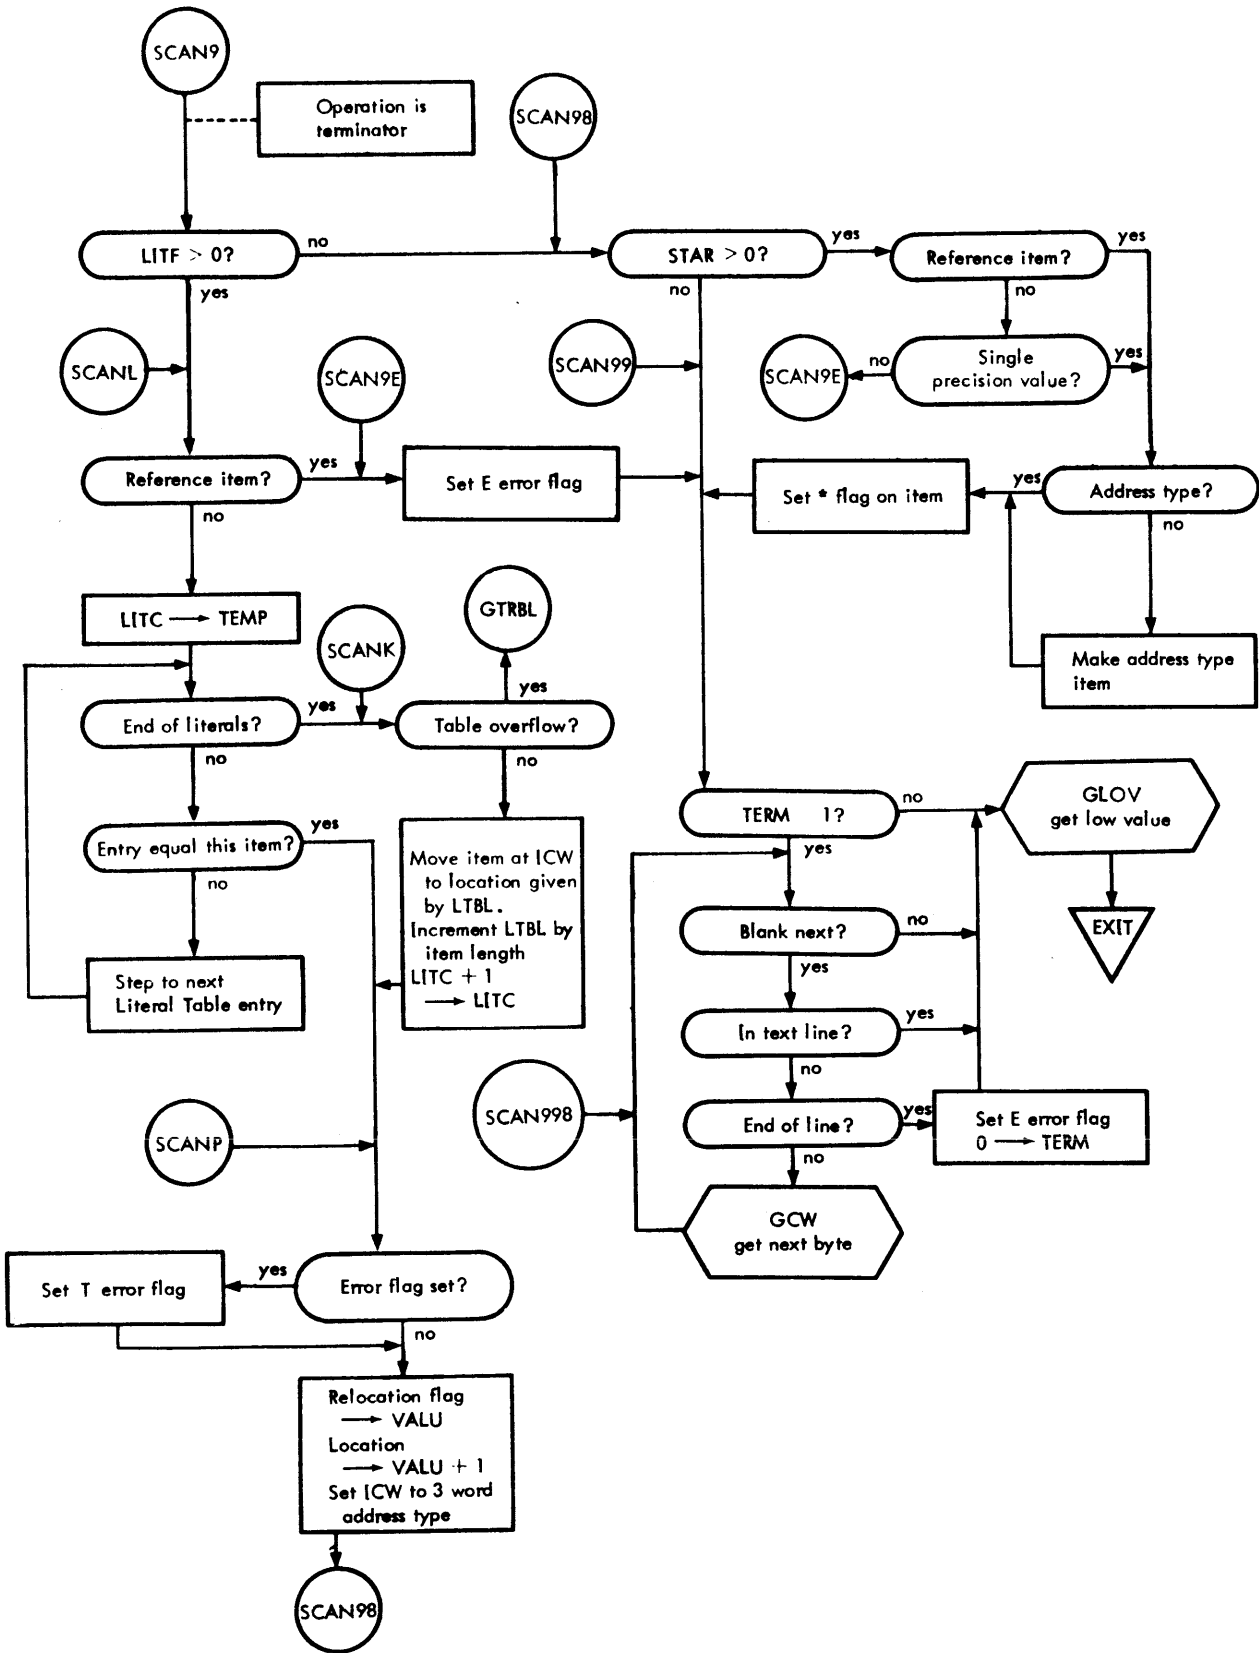 SCAN9
Operation is
terminator
SCAN98
LITF > 0?
no
yes
STAR > 0?
yes
no
Reference item?
yes
no
SCANL
SCAN9E
SCAN99
SCAN9E
no
Single
precision value?
yes
Reference item?
yes
no
Set E error flag
Set * flag on item
yes
Address type?
no
LITC → TEMP
SCANK
GTRBL
yes
Make address type
item
End of literals?
yes
no
Table overflow?
no
Entry equal this item?
yes
no
Move item at ICW
to location given
by LTBL.
Increment LTBL by
item length
LITC + 1
→ LITC
Step to next
Literal Table entry
TERM 1?
no
yes
GLOV
get low value
EXIT
Blank next?
no
yes
In text line?
yes
no
SCAN998
End of line?
yes
no
Set E error flag
0 → TERM
GCW
get next byte
SCANP
Set T error flag
yes
Error flag set?
no
Relocation flag
→ VALU
Location
→ VALU + 1
Set ICW to 3 word
address type
SCAN98